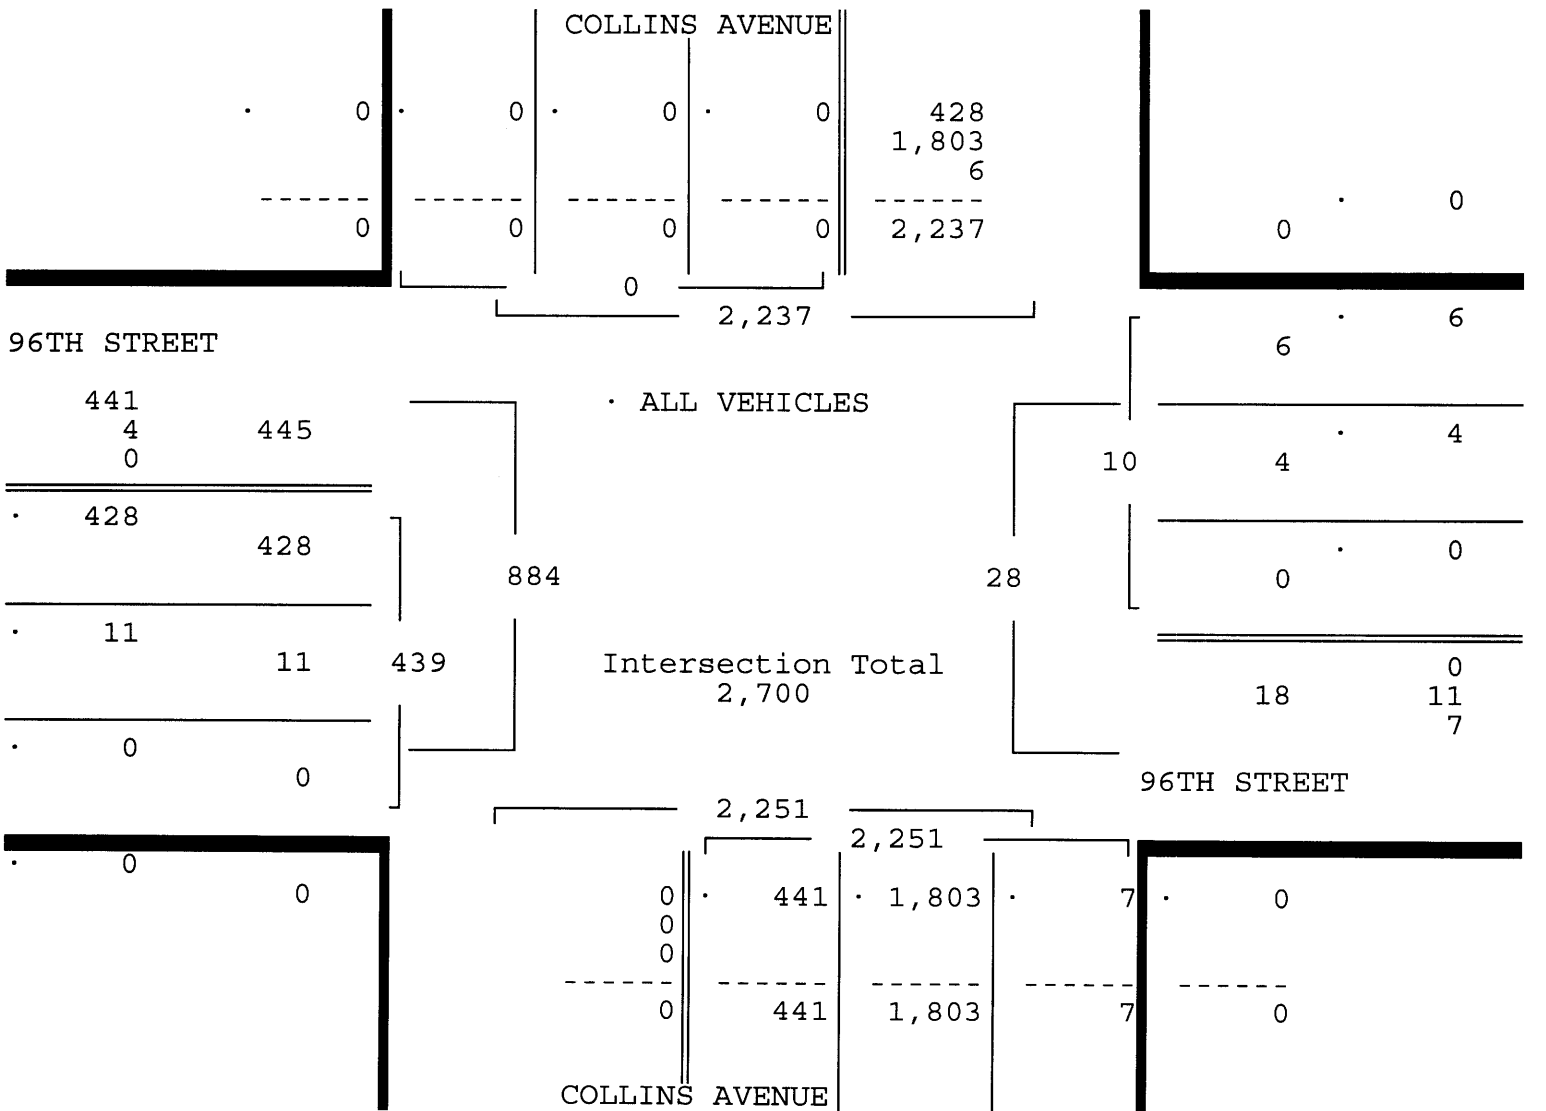 COLLINS AVENUE
· 0 · 0 · 0 · 0 428
1,803
6
------ ------ ------ ------ ------ · 0
0 0 0 0 2,237 0
0
2,237 · 6
96TH STREET 6
441 · ALL VEHICLES
4 445 · 4
0 10 4
· 428
428 · 0
884 28 0
· 11
11 439 Intersection Total 0
2,700 18 11
7
· 0
0 96TH STREET
2,251
2,251
· 0
0 0 · 441 · 1,803 · 7 · 0
0
0
------ ------ ------ ------ ------
0 441 1,803 7 0
COLLINS AVENUE